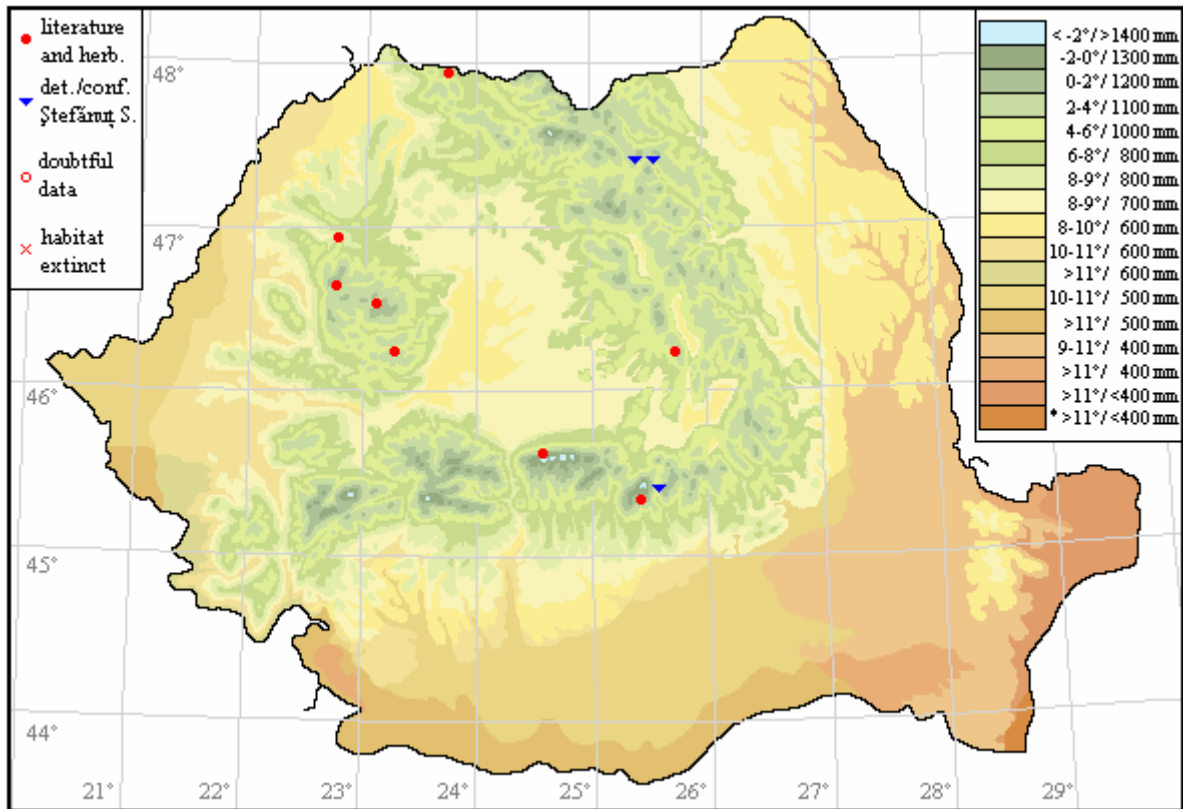 literature
and herb.
det./conf.
Ștefănuț S.
doubtful
data
habitat
extinct
< -2°/>1400 mm
-2-0°/ 1300 mm
0-2°/ 1200 mm
2-4°/ 1100 mm
4-6°/ 1000 mm
6-8°/ 800 mm
8-9°/ 800 mm
8-9°/ 700 mm
8-10°/ 600 mm
10-11°/ 600 mm
>11°/ 600 mm
10-11°/ 500 mm
>11°/ 500 mm
9-11°/ 400 mm
>11°/ 400 mm
>11°/<400 mm
* >11°/<400 mm
48°
47°
46°
45°
44°
21°
22°
23°
24°
25°
26°
27°
28°
29°